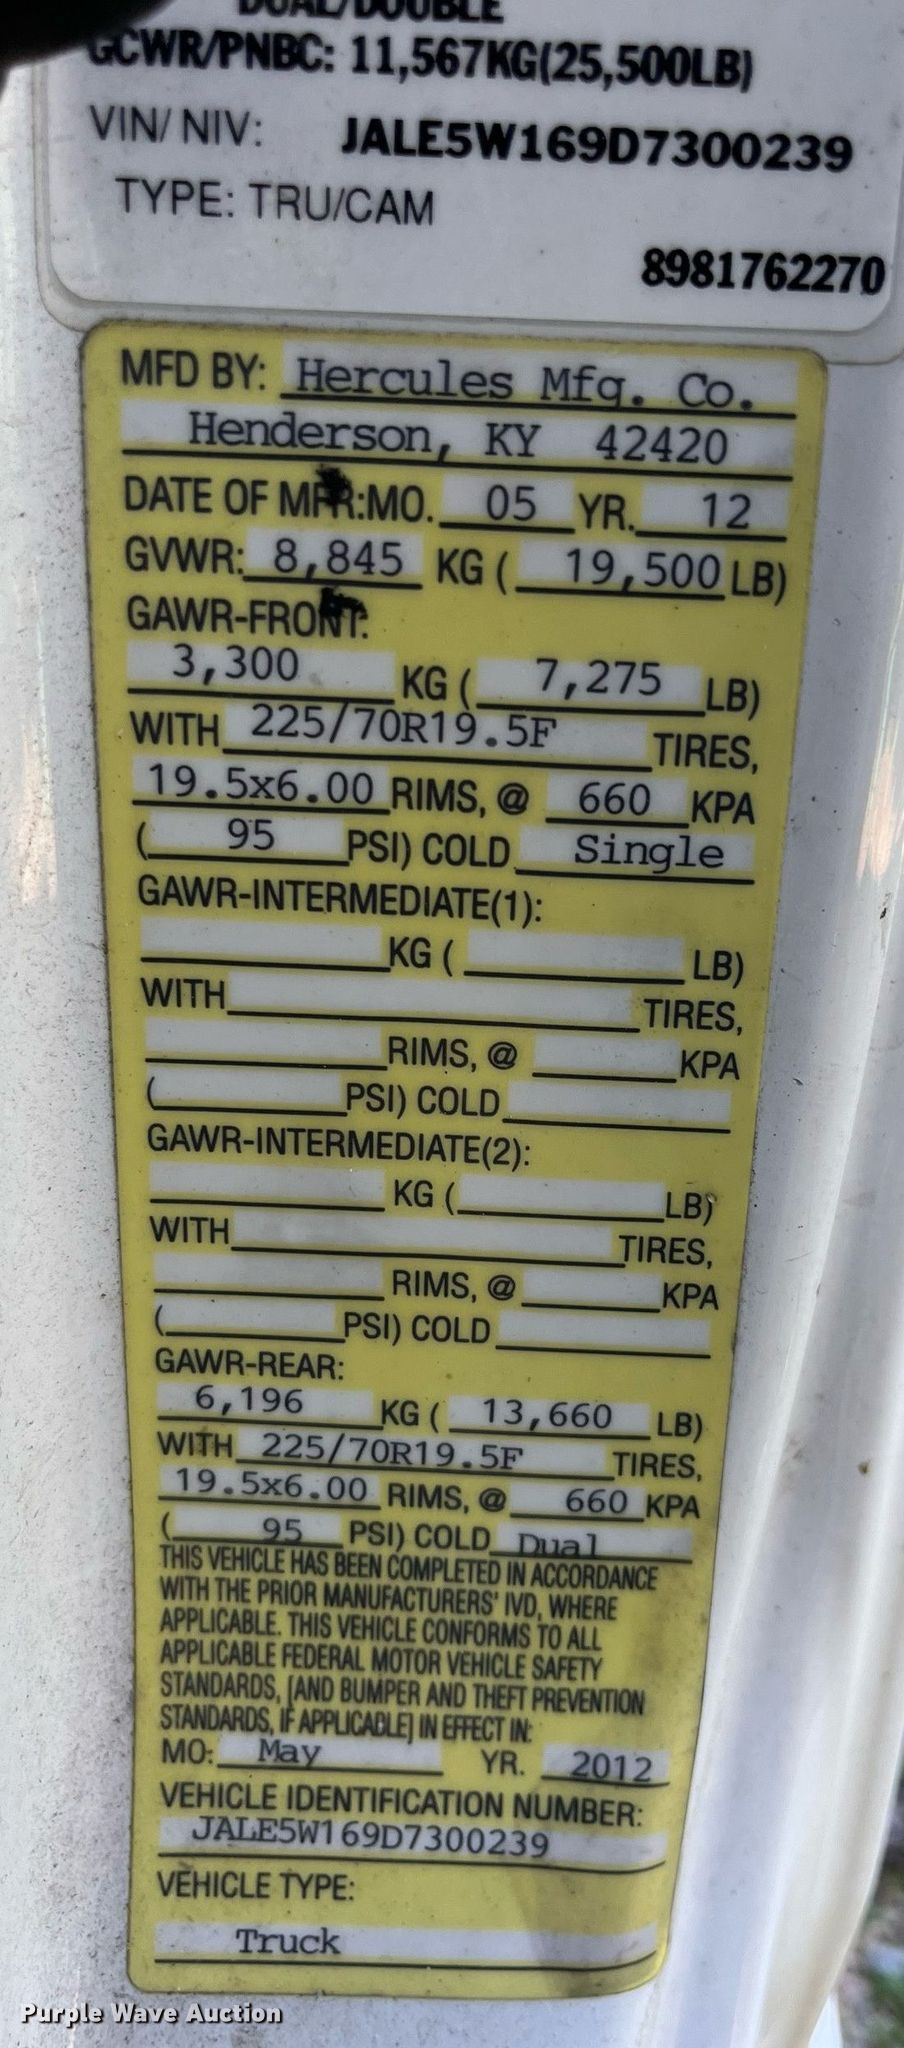 DUAL/DOUBLE
GCWR/PNBC: 11,567KG(25,500LB)
VIN/ NIV: JALE5W169D7300239
TYPE: TRU/CAM
8981762270
MFD BY: Hercules Mfg. Co.
Henderson, KY 42420
DATE OF MFR:MO. 05 YR. 12
GVWR: 8,845 KG ( 19,500 LB)
GAWR-FRONT:
3,300 KG ( 7,275 LB)
WITH 225/70R19.5F TIRES,
19.5x6.00 RIMS, @ 660 KPA
( 95 PSI) COLD Single
GAWR-INTERMEDIATE(1):
KG ( LB)
WITH TIRES,
RIMS, @ KPA
( PSI) COLD
GAWR-INTERMEDIATE(2):
KG ( LB)
WITH TIRES,
RIMS, @ KPA
( PSI) COLD
GAWR-REAR:
6,196 KG ( 13,660 LB)
WITH 225/70R19.5F TIRES,
19.5x6.00 RIMS, @ 660 KPA
( 95 PSI) COLD Dual
THIS VEHICLE HAS BEEN COMPLETED IN ACCORDANCE
WITH THE PRIOR MANUFACTURERS' IVD, WHERE
APPLICABLE. THIS VEHICLE CONFORMS TO ALL
APPLICABLE FEDERAL MOTOR VEHICLE SAFETY
STANDARDS, [AND BUMPER AND THEFT PREVENTION
STANDARDS, IF APPLICADLE] IN EFFECT IN:
MO: May YR. 2012
VEHICLE IDENTIFICATION NUMBER:
JALE5W169D7300239
VEHICLE TYPE:
Truck
Purple Wave Auction